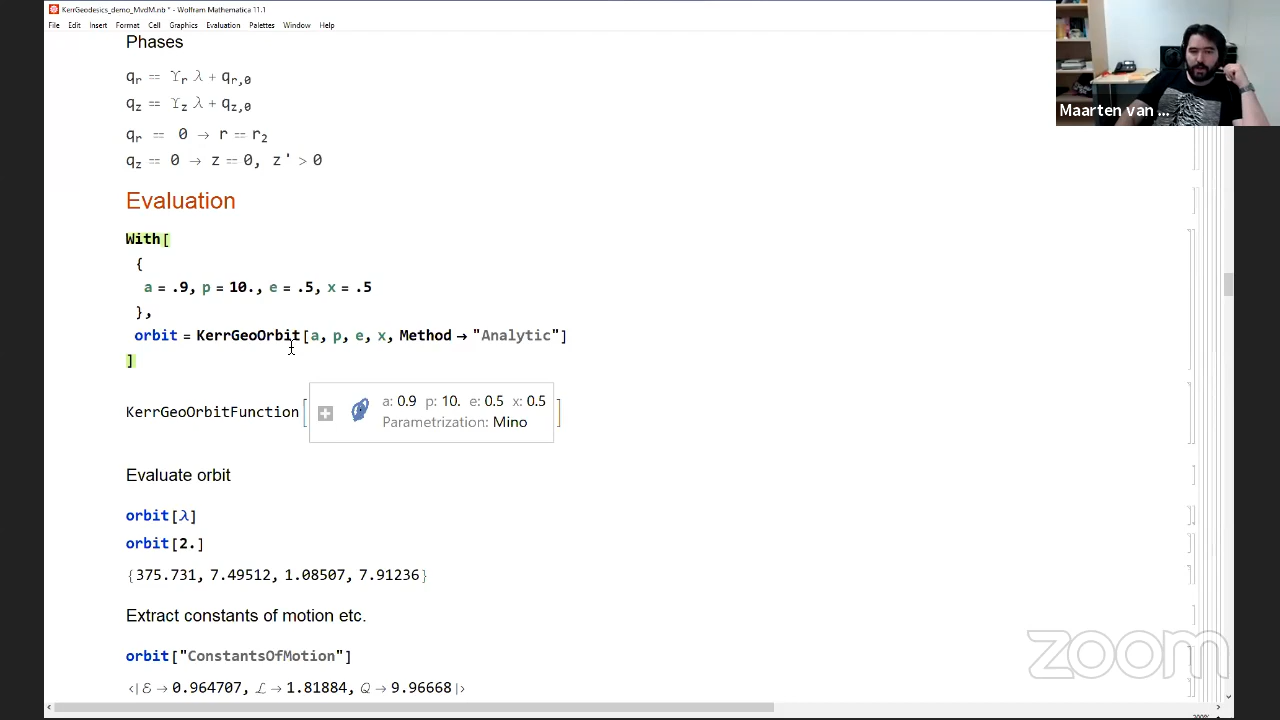 KerrGeodesics_demo_MvdM.nb * - Wolfram Mathematica 11.1
File Edit Insert Format Cell Graphics Evaluation Palettes Window Help
Phases
qr == ϒr λ + qr,0
qz == ϒz λ + qz,0
qr == 0 → r == r2
qz == 0 → z == 0, z' > 0
Evaluation
With[
{
a = .9, p = 10., e = .5, x = .5
},
orbit = KerrGeoOrbit[a, p, e, x, Method → "Analytic"]
]
KerrGeoOrbitFunction[ a: 0.9 p: 10. e: 0.5 x: 0.5
Parametrization: Mino ]
Evaluate orbit
orbit[λ]
orbit[2.]
{375.731, 7.49512, 1.08507, 7.91236}
Extract constants of motion etc.
orbit["ConstantsOfMotion"]
<|ℰ → 0.964707, ℒ → 1.81884, 𝒬 → 9.96668|>
Maarten van ...
zoom